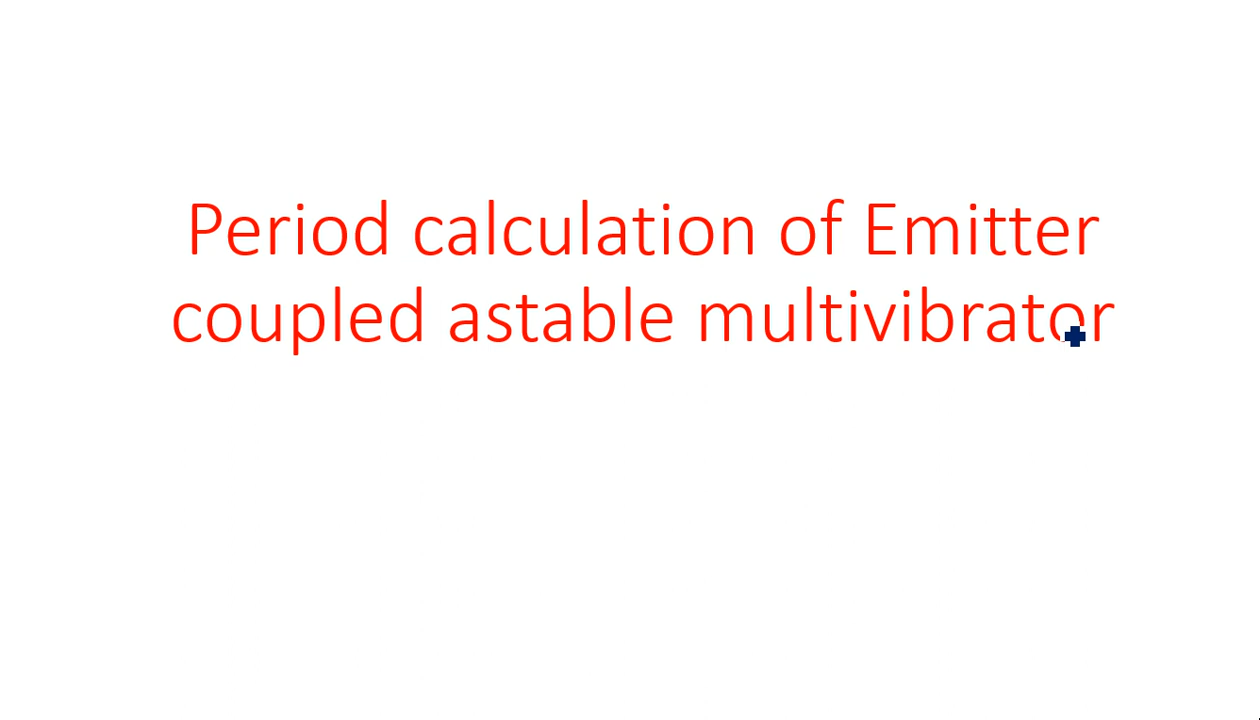 Period calculation of Emitter
coupled astable multivibrator